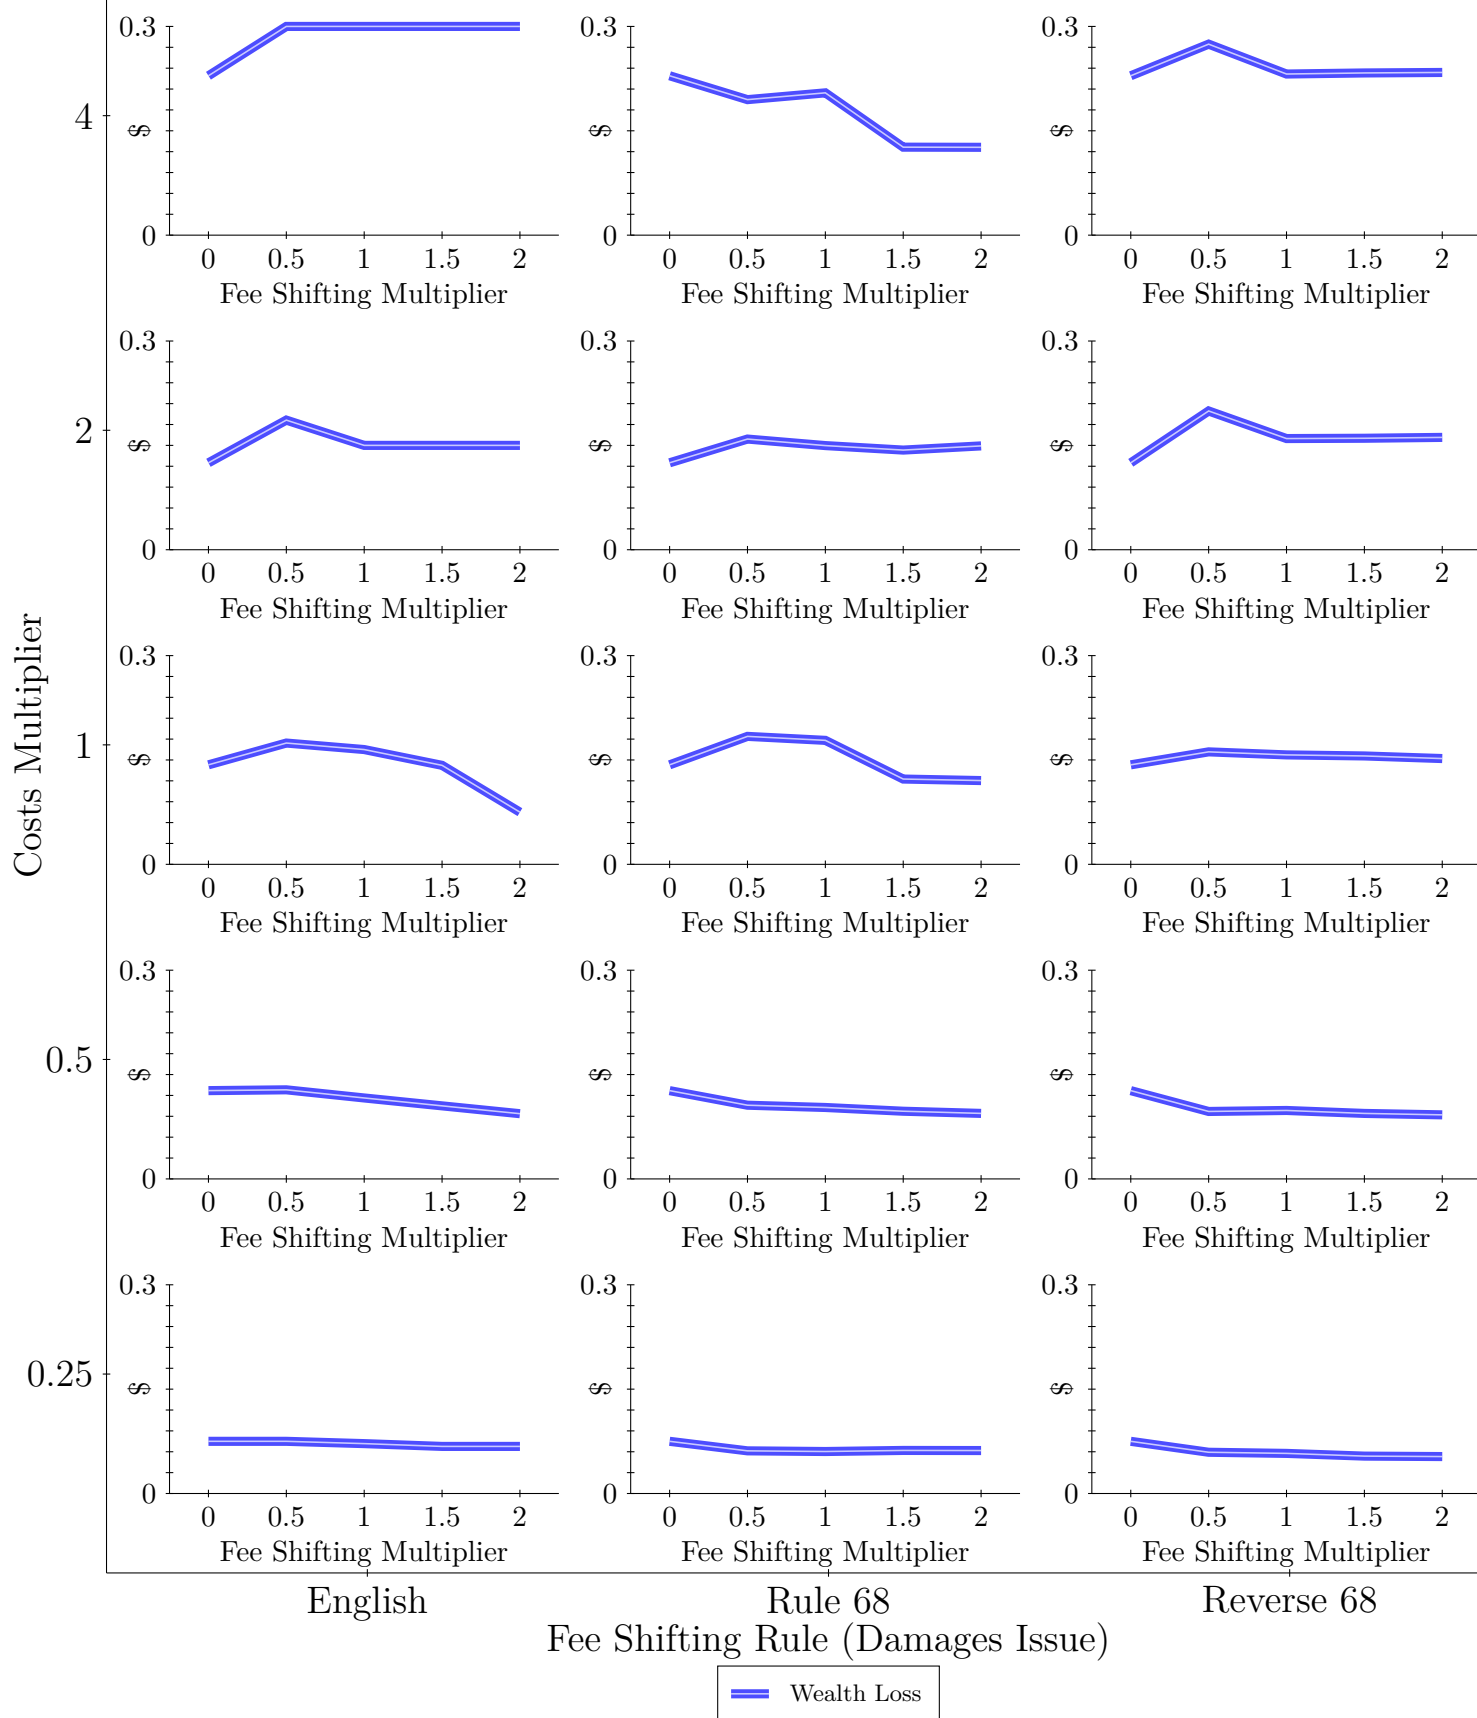 0.3 0.3 0.3
4 $ $ $
0 0 0
0 0.5 1 1.5 2 0 0.5 1 1.5 2 0 0.5 1 1.5 2
Fee Shifting Multiplier Fee Shifting Multiplier Fee Shifting Multiplier
0.3 0.3 0.3
2 $ $ $
0 0 0
0 0.5 1 1.5 2 0 0.5 1 1.5 2 0 0.5 1 1.5 2
Fee Shifting Multiplier Fee Shifting Multiplier Fee Shifting Multiplier
Costs Multiplier
0.3 0.3 0.3
1 $ $ $
0 0 0
0 0.5 1 1.5 2 0 0.5 1 1.5 2 0 0.5 1 1.5 2
Fee Shifting Multiplier Fee Shifting Multiplier Fee Shifting Multiplier
0.3 0.3 0.3
0.5 $ $ $
0 0 0
0 0.5 1 1.5 2 0 0.5 1 1.5 2 0 0.5 1 1.5 2
Fee Shifting Multiplier Fee Shifting Multiplier Fee Shifting Multiplier
0.3 0.3 0.3
0.25 $ $ $
0 0 0
0 0.5 1 1.5 2 0 0.5 1 1.5 2 0 0.5 1 1.5 2
Fee Shifting Multiplier Fee Shifting Multiplier Fee Shifting Multiplier
English Rule 68 Reverse 68
Fee Shifting Rule (Damages Issue)
Wealth Loss